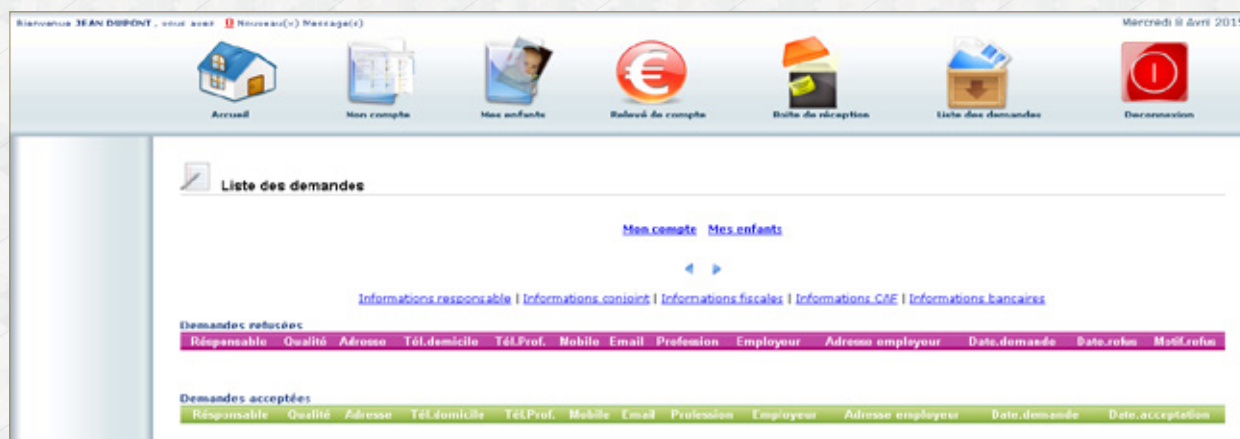 Bienvenue JEAN DUPONT , vous avez 0 Nouveau(x) Message(s)
Mercredi 8 Avril 2015
Accueil Mon compte Mes enfants Relevé de compte Boîte de réception Liste des demandes Deconnexion
Liste des demandes
Mon compte Mes enfants
Informations responsable | Informations conjoint | Informations fiscales | Informations CAF | Informations bancaires
Demandes refusées
Résponsable Qualité Adresse Tél.domicile Tél.Prof. Mobile Email Profession Employeur Adresse employeur Date.demande Date.refus Motif.refus
Demandes acceptées
Résponsable Qualité Adresse Tél.domicile Tél.Prof. Mobile Email Profession Employeur Adresse employeur Date.demande Date.acceptation